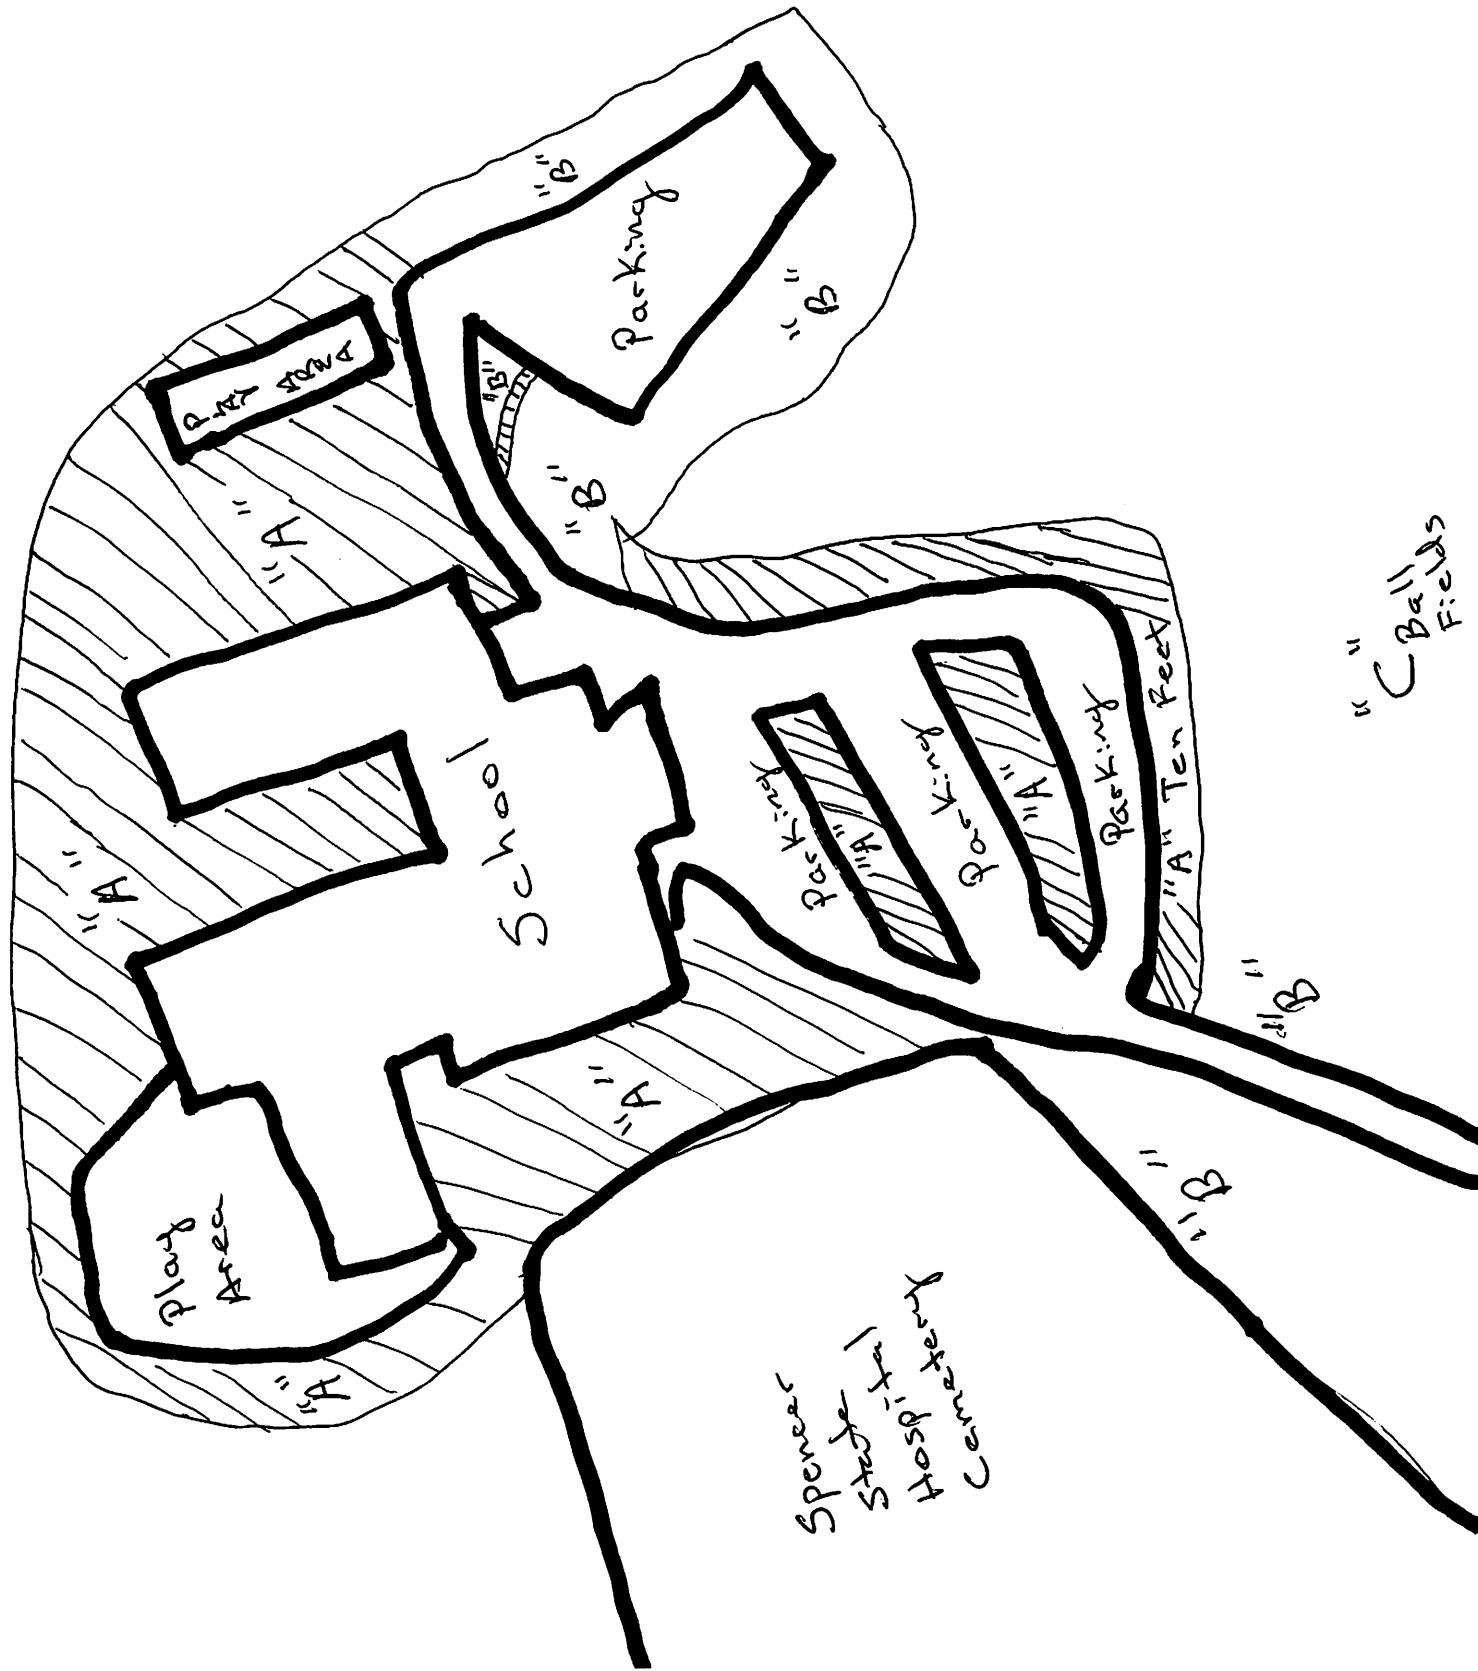 "A"
Play
Area
PLAY AREA
"A"
"A"
School
"B"
"B"
"B"
"A"
Parking
"B"
Parking
"A"
Spencer
State
Hospital
Cemetery
Parking
"A"
Parking
"A" Ten Feet
"B"
"B"
"C"
Ball
Fields